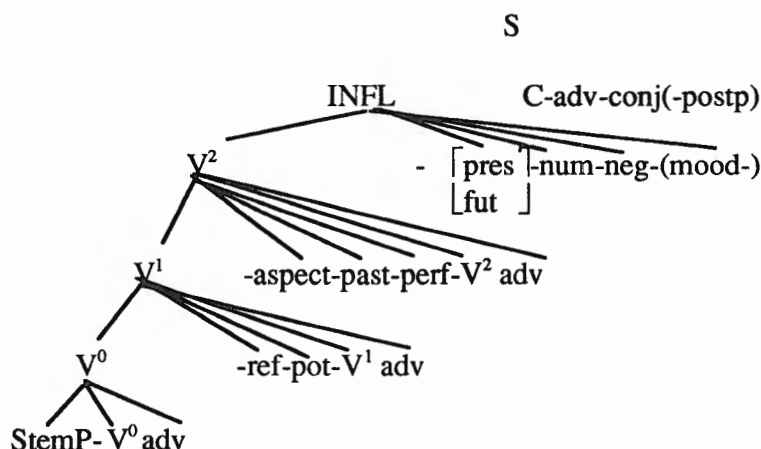 S
INFL C-adv-conj(-postp)
V² - [pres]-num-neg-(mood-)
[fut]
V¹ -aspect-past-perf-V² adv
V⁰ -ref-pot-V¹ adv
StemP- V⁰ adv